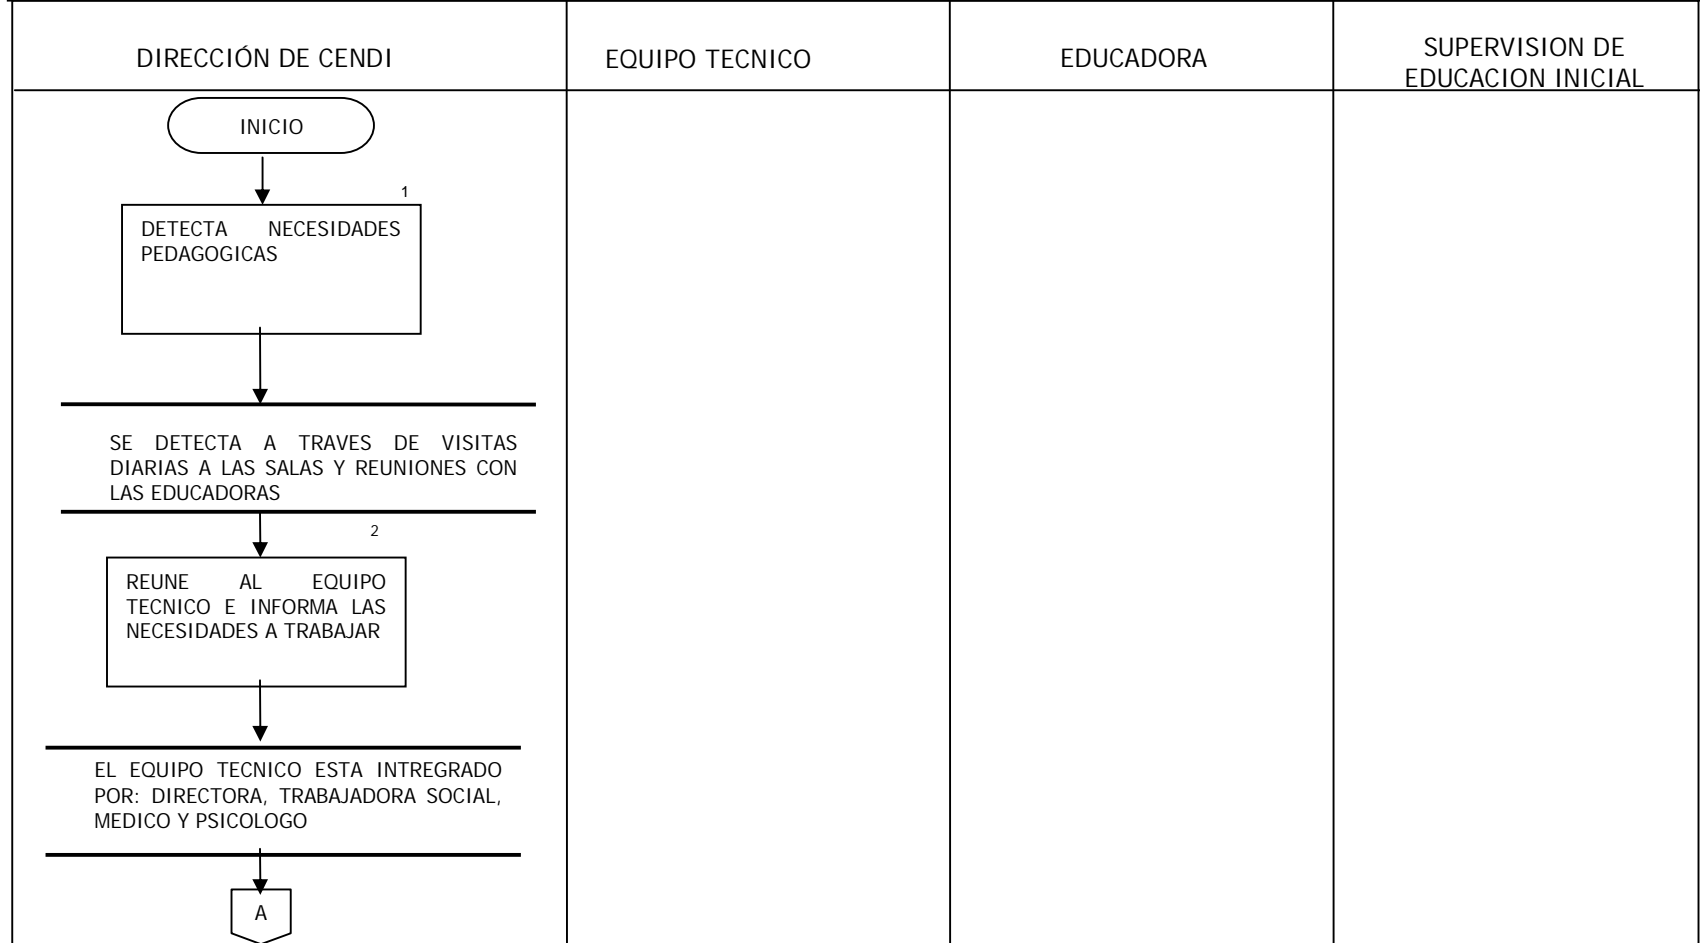 DIRECCIÓN DE CENDI
EQUIPO TECNICO
EDUCADORA
SUPERVISION DE
EDUCACION INICIAL
INICIO
1
DETECTA NECESIDADES
PEDAGOGICAS
SE DETECTA A TRAVES DE VISITAS
DIARIAS A LAS SALAS Y REUNIONES CON
LAS EDUCADORAS
2
REUNE AL EQUIPO
TECNICO E INFORMA LAS
NECESIDADES A TRABAJAR
EL EQUIPO TECNICO ESTA INTREGRADO
POR: DIRECTORA, TRABAJADORA SOCIAL,
MEDICO Y PSICOLOGO
A